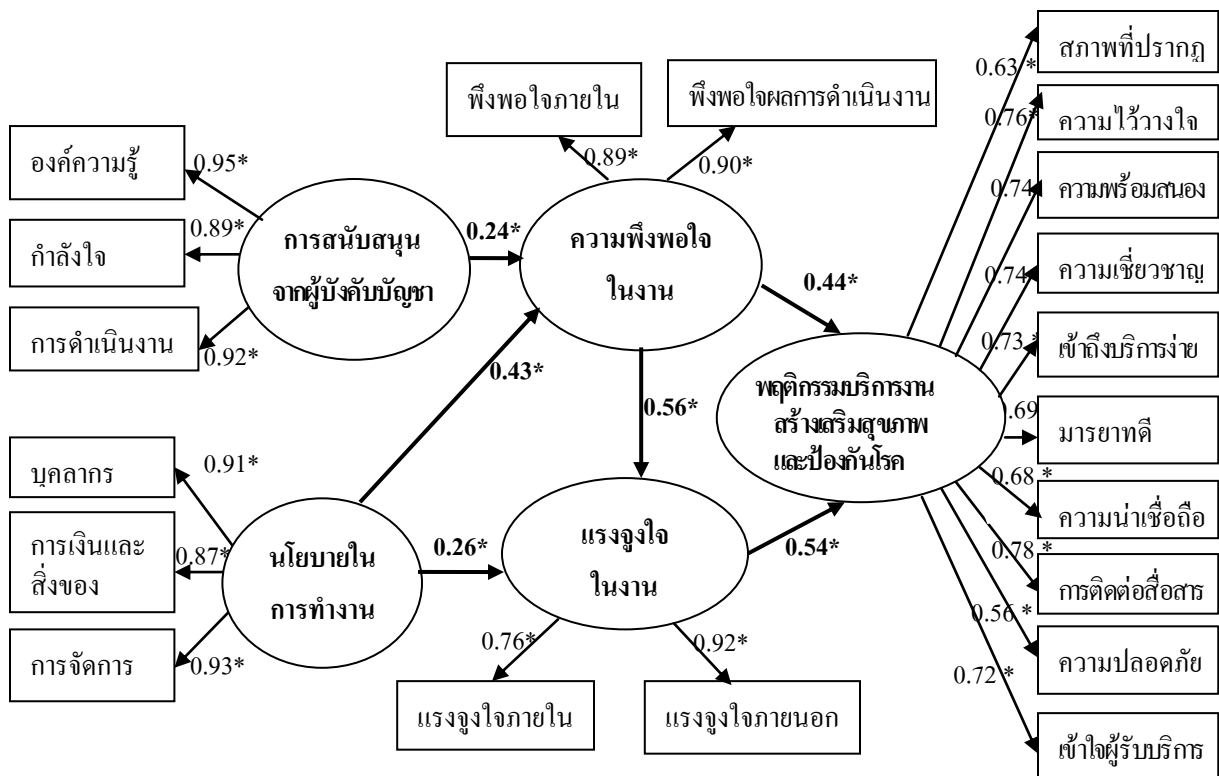 สภาพที่ปรากฏ
0.63 *
พึงพอใจภายใน
พึงพอใจผลการดำเนินงาน
0.76*
ความไว้วางใจ
องค์ความรู้
0.95*
0.89*
0.90*
0.74
ความพร้อมสนอง
กำลังใจ
0.89*
การสนับสนุน
จากผู้บังคับบัญชา
0.24*
ความพึงพอใจ
ในงาน
0.44*
0.74
ความเชี่ยวชาญ
การดำเนินงาน
0.92*
0.43*
0.73 *
เข้าถึงบริการง่าย
0.56*
พฤติกรรมบริการงาน
สร้างเสริมสุขภาพ
และป้องกันโรค
0.69
มารยาทดี
บุคลากร
0.91*
0.68 *
ความน่าเชื่อถือ
การเงินและ
สิ่งของ
0.87*
นโยบายใน
การทำงาน
0.26*
แรงจูงใจ
ในงาน
0.54*
0.78 *
การติดต่อสื่อสาร
การจัดการ
0.93*
0.76*
0.92*
0.56 *
ความปลอดภัย
แรงจูงใจภายใน
แรงจูงใจภายนอก
0.72 *
เข้าใจผู้รับบริการ